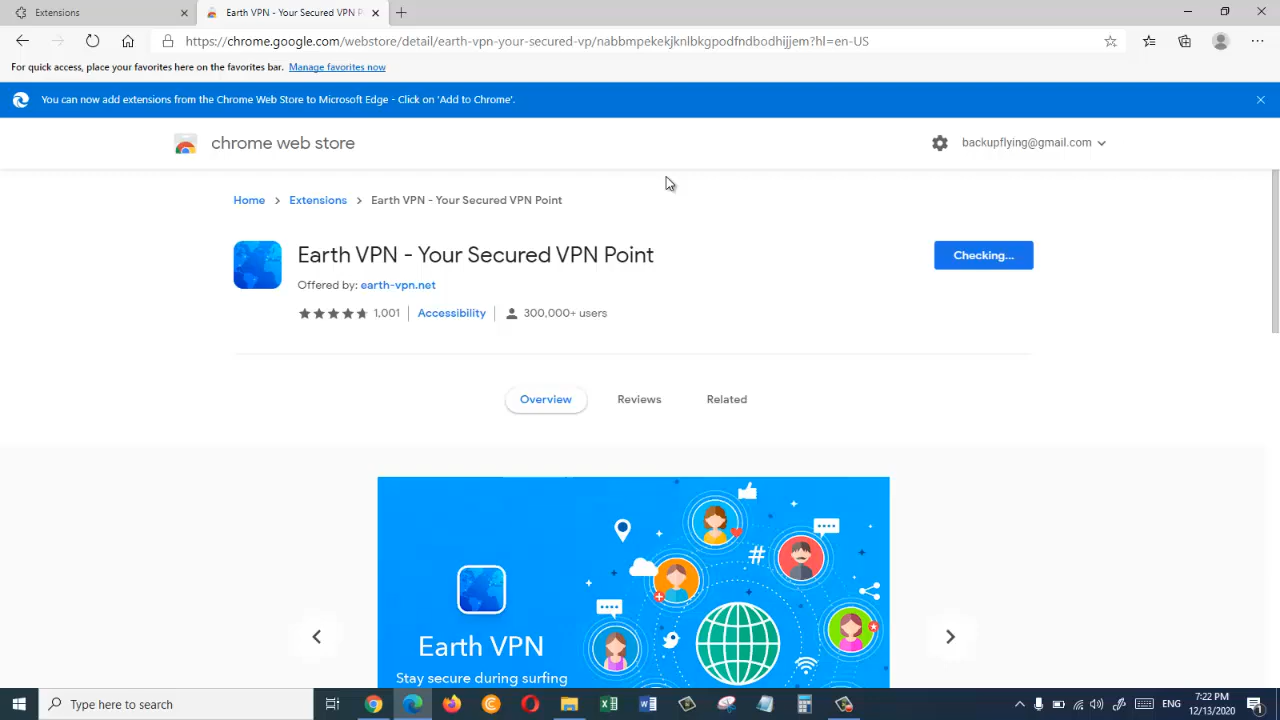 Extensions
Earth VPN - Your Secured VPN P
https://chrome.google.com/webstore/detail/earth-vpn-your-secured-vp/nabbmpekekjknlbkgpodfndbodhijjem?hl=en-US
For quick access, place your favorites here on the favorites bar. Manage favorites now
You can now add extensions from the Chrome Web Store to Microsoft Edge - Click on 'Add to Chrome'.
chrome web store
backupflying@gmail.com
Home > Extensions > Earth VPN - Your Secured VPN Point
Earth VPN - Your Secured VPN Point
Checking...
Offered by: earth-vpn.net
1,001 | Accessibility | 300,000+ users
Overview
Reviews
Related
#
Earth VPN
Stay secure during surfing
Type here to search
ENG
7:22 PM
12/13/2020